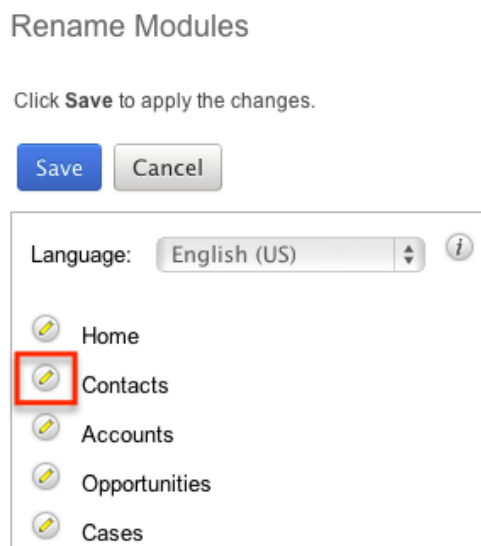 Rename Modules
Click Save to apply the changes.
Save Cancel
Language: English (US) i
Home
Contacts
Accounts
Opportunities
Cases